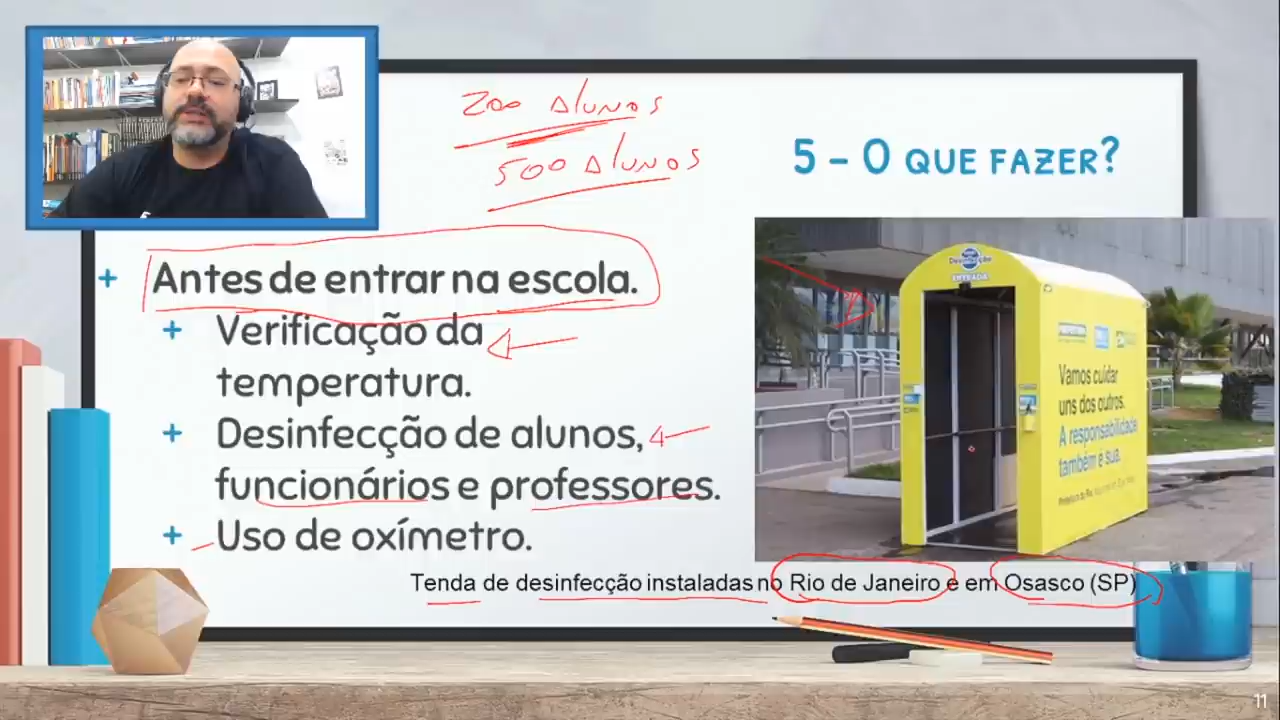 200 Alunos
500 Alunos
5 – O QUE FAZER?
+ Antes de entrar na escola.
+ Verificação da
temperatura.
+ Desinfecção de alunos,
funcionários e professores.
+ Uso de oxímetro.
Desinfecção
ENTRADA
Vamos cuidar
uns dos outros.
A responsabilidade
também é sua.
Tenda de desinfecção instaladas no Rio de Janeiro e em Osasco (SP)
11